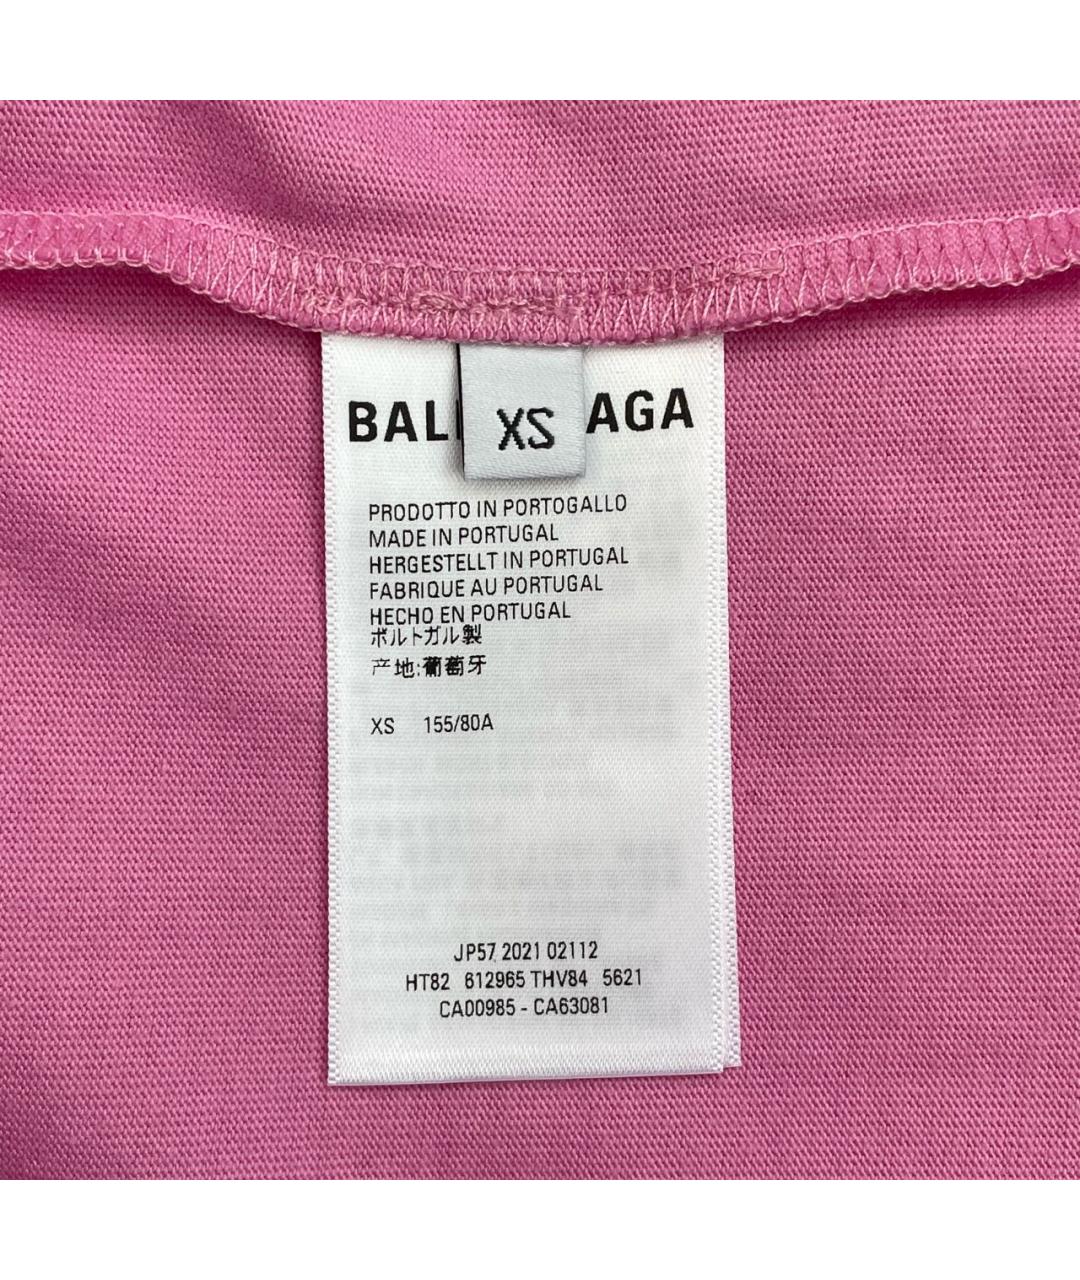 BAL AGA
XS
PRODOTTO IN PORTOGALLO
MADE IN PORTUGAL
HERGESTELLT IN PORTUGAL
FABRIQUE AU PORTUGAL
HECHO EN PORTUGAL
ポルトガル製
产地:葡萄牙
XS 155/80A
JP57 2021 02112
HT82 612965 THV84 5621
CA00985 - CA63081